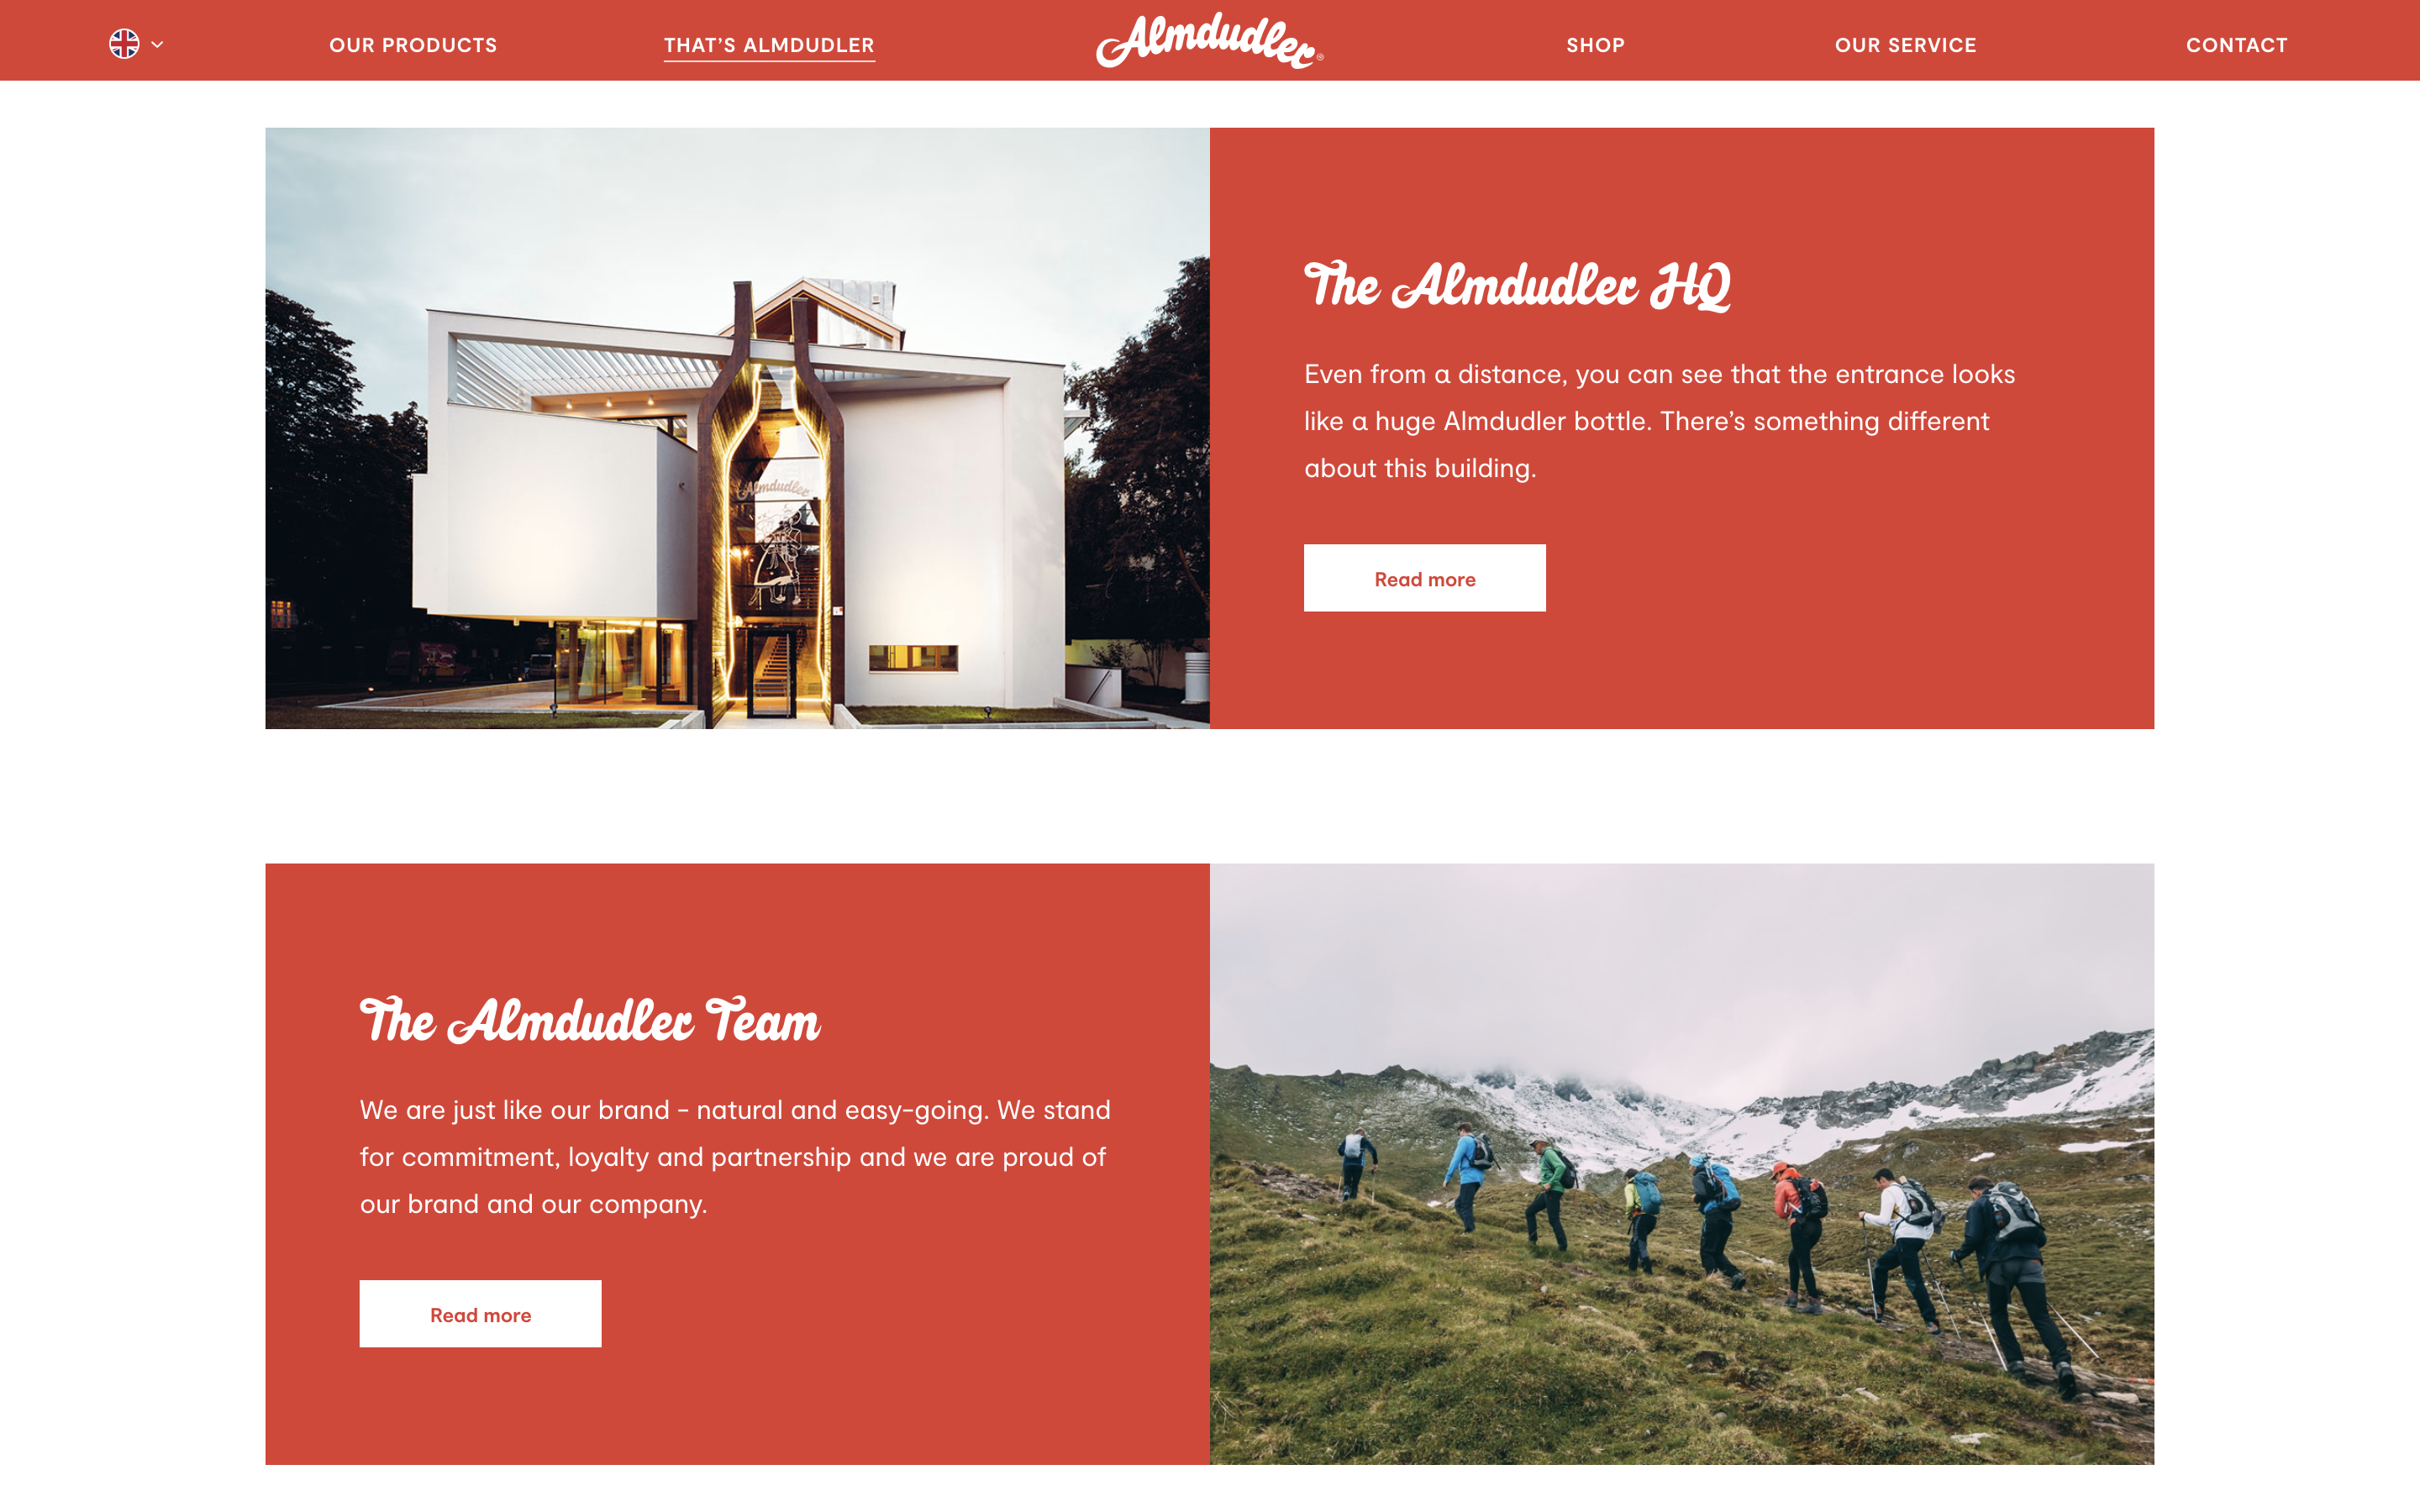 OUR PRODUCTS
THAT’S ALMDUDLER
Almdudler®
SHOP
OUR SERVICE
CONTACT
Almdudler
The Almdudler HQ
Even from a distance, you can see that the entrance looks
like a huge Almdudler bottle. There’s something different
about this building.
Read more
The Almdudler Team
We are just like our brand - natural and easy-going. We stand
for commitment, loyalty and partnership and we are proud of
our brand and our company.
Read more